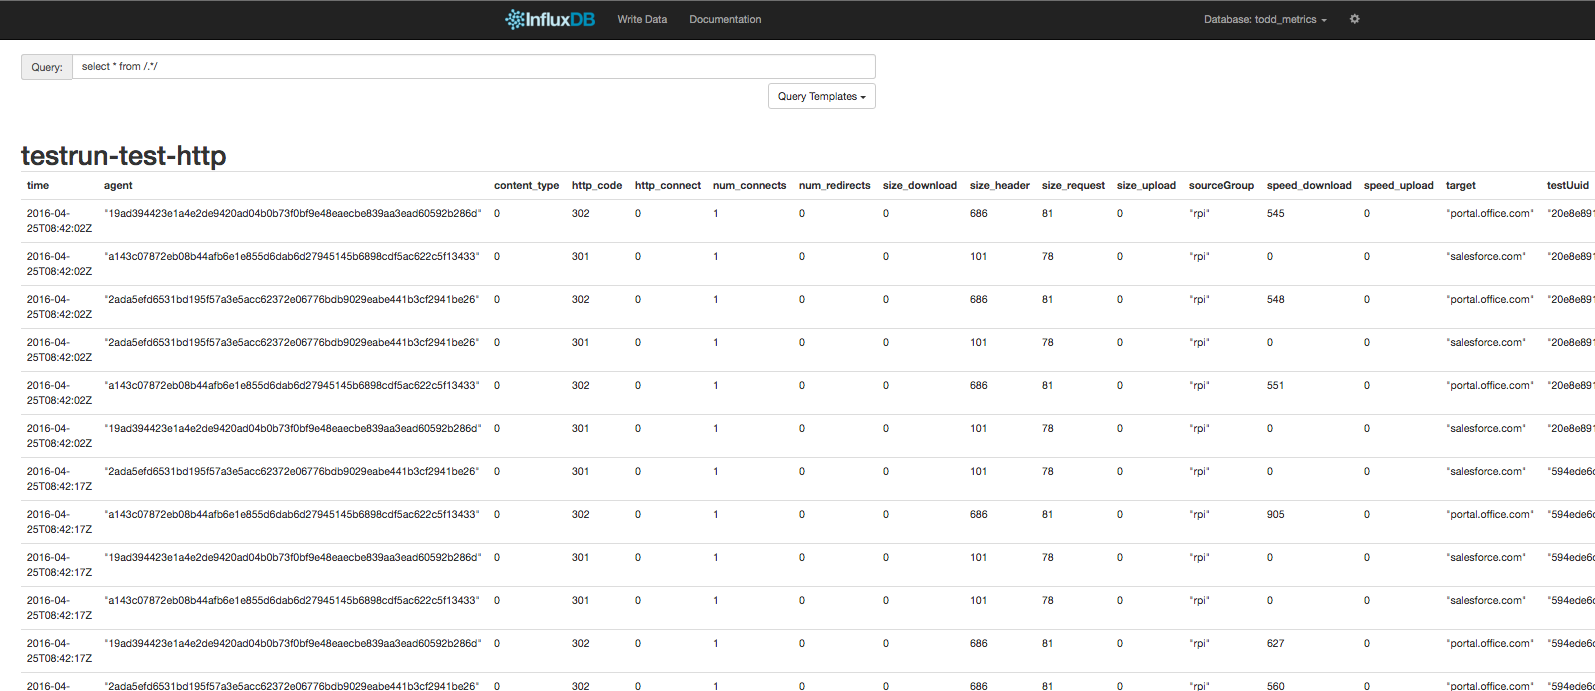 InfluxDB Write Data Documentation Database: todd_metrics
Query: select * from /.*/
Query Templates
testrun-test-http
time agent content_type http_code http_connect num_connects num_redirects size_download size_header size_request size_upload sourceGroup speed_download speed_upload target testUuid
2016-04-25T08:42:02Z "19ad394423e1a4e2de9420ad04b0b73f0bf9e48eaecbe839aa3ead60592b286d" 0 302 0 1 0 0 686 81 0 "rpi" 545 0 "portal.office.com" "20e8e891
2016-04-25T08:42:02Z "a143c07872eb08b44afb6e1e855d6dab6d27945145b6898cdf5ac622c5f13433" 0 301 0 1 0 0 101 78 0 "rpi" 0 0 "salesforce.com" "20e8e891
2016-04-25T08:42:02Z "2ada5efd6531bd195f57a3e5acc62372e06776bdb9029eabe441b3cf2941be26" 0 302 0 1 0 0 686 81 0 "rpi" 548 0 "portal.office.com" "20e8e891
2016-04-25T08:42:02Z "2ada5efd6531bd195f57a3e5acc62372e06776bdb9029eabe441b3cf2941be26" 0 301 0 1 0 0 101 78 0 "rpi" 0 0 "salesforce.com" "20e8e891
2016-04-25T08:42:02Z "a143c07872eb08b44afb6e1e855d6dab6d27945145b6898cdf5ac622c5f13433" 0 302 0 1 0 0 686 81 0 "rpi" 551 0 "portal.office.com" "20e8e891
2016-04-25T08:42:02Z "19ad394423e1a4e2de9420ad04b0b73f0bf9e48eaecbe839aa3ead60592b286d" 0 301 0 1 0 0 101 78 0 "rpi" 0 0 "salesforce.com" "20e8e891
2016-04-25T08:42:17Z "2ada5efd6531bd195f57a3e5acc62372e06776bdb9029eabe441b3cf2941be26" 0 301 0 1 0 0 101 78 0 "rpi" 0 0 "salesforce.com" "594ede6c
2016-04-25T08:42:17Z "a143c07872eb08b44afb6e1e855d6dab6d27945145b6898cdf5ac622c5f13433" 0 302 0 1 0 0 686 81 0 "rpi" 905 0 "portal.office.com" "594ede6c
2016-04-25T08:42:17Z "19ad394423e1a4e2de9420ad04b0b73f0bf9e48eaecbe839aa3ead60592b286d" 0 301 0 1 0 0 101 78 0 "rpi" 0 0 "salesforce.com" "594ede6c
2016-04-25T08:42:17Z "a143c07872eb08b44afb6e1e855d6dab6d27945145b6898cdf5ac622c5f13433" 0 301 0 1 0 0 101 78 0 "rpi" 0 0 "salesforce.com" "594ede6c
2016-04-25T08:42:17Z "19ad394423e1a4e2de9420ad04b0b73f0bf9e48eaecbe839aa3ead60592b286d" 0 302 0 1 0 0 686 81 0 "rpi" 627 0 "portal.office.com" "594ede6c
2016-04- "2ada5efd6531bd195f57a3e5acc62372e06776bdb9029eabe441b3cf2941be26" 0 302 0 1 0 0 686 81 0 "rpi" 560 0 "portal.office.com" "594ede6c